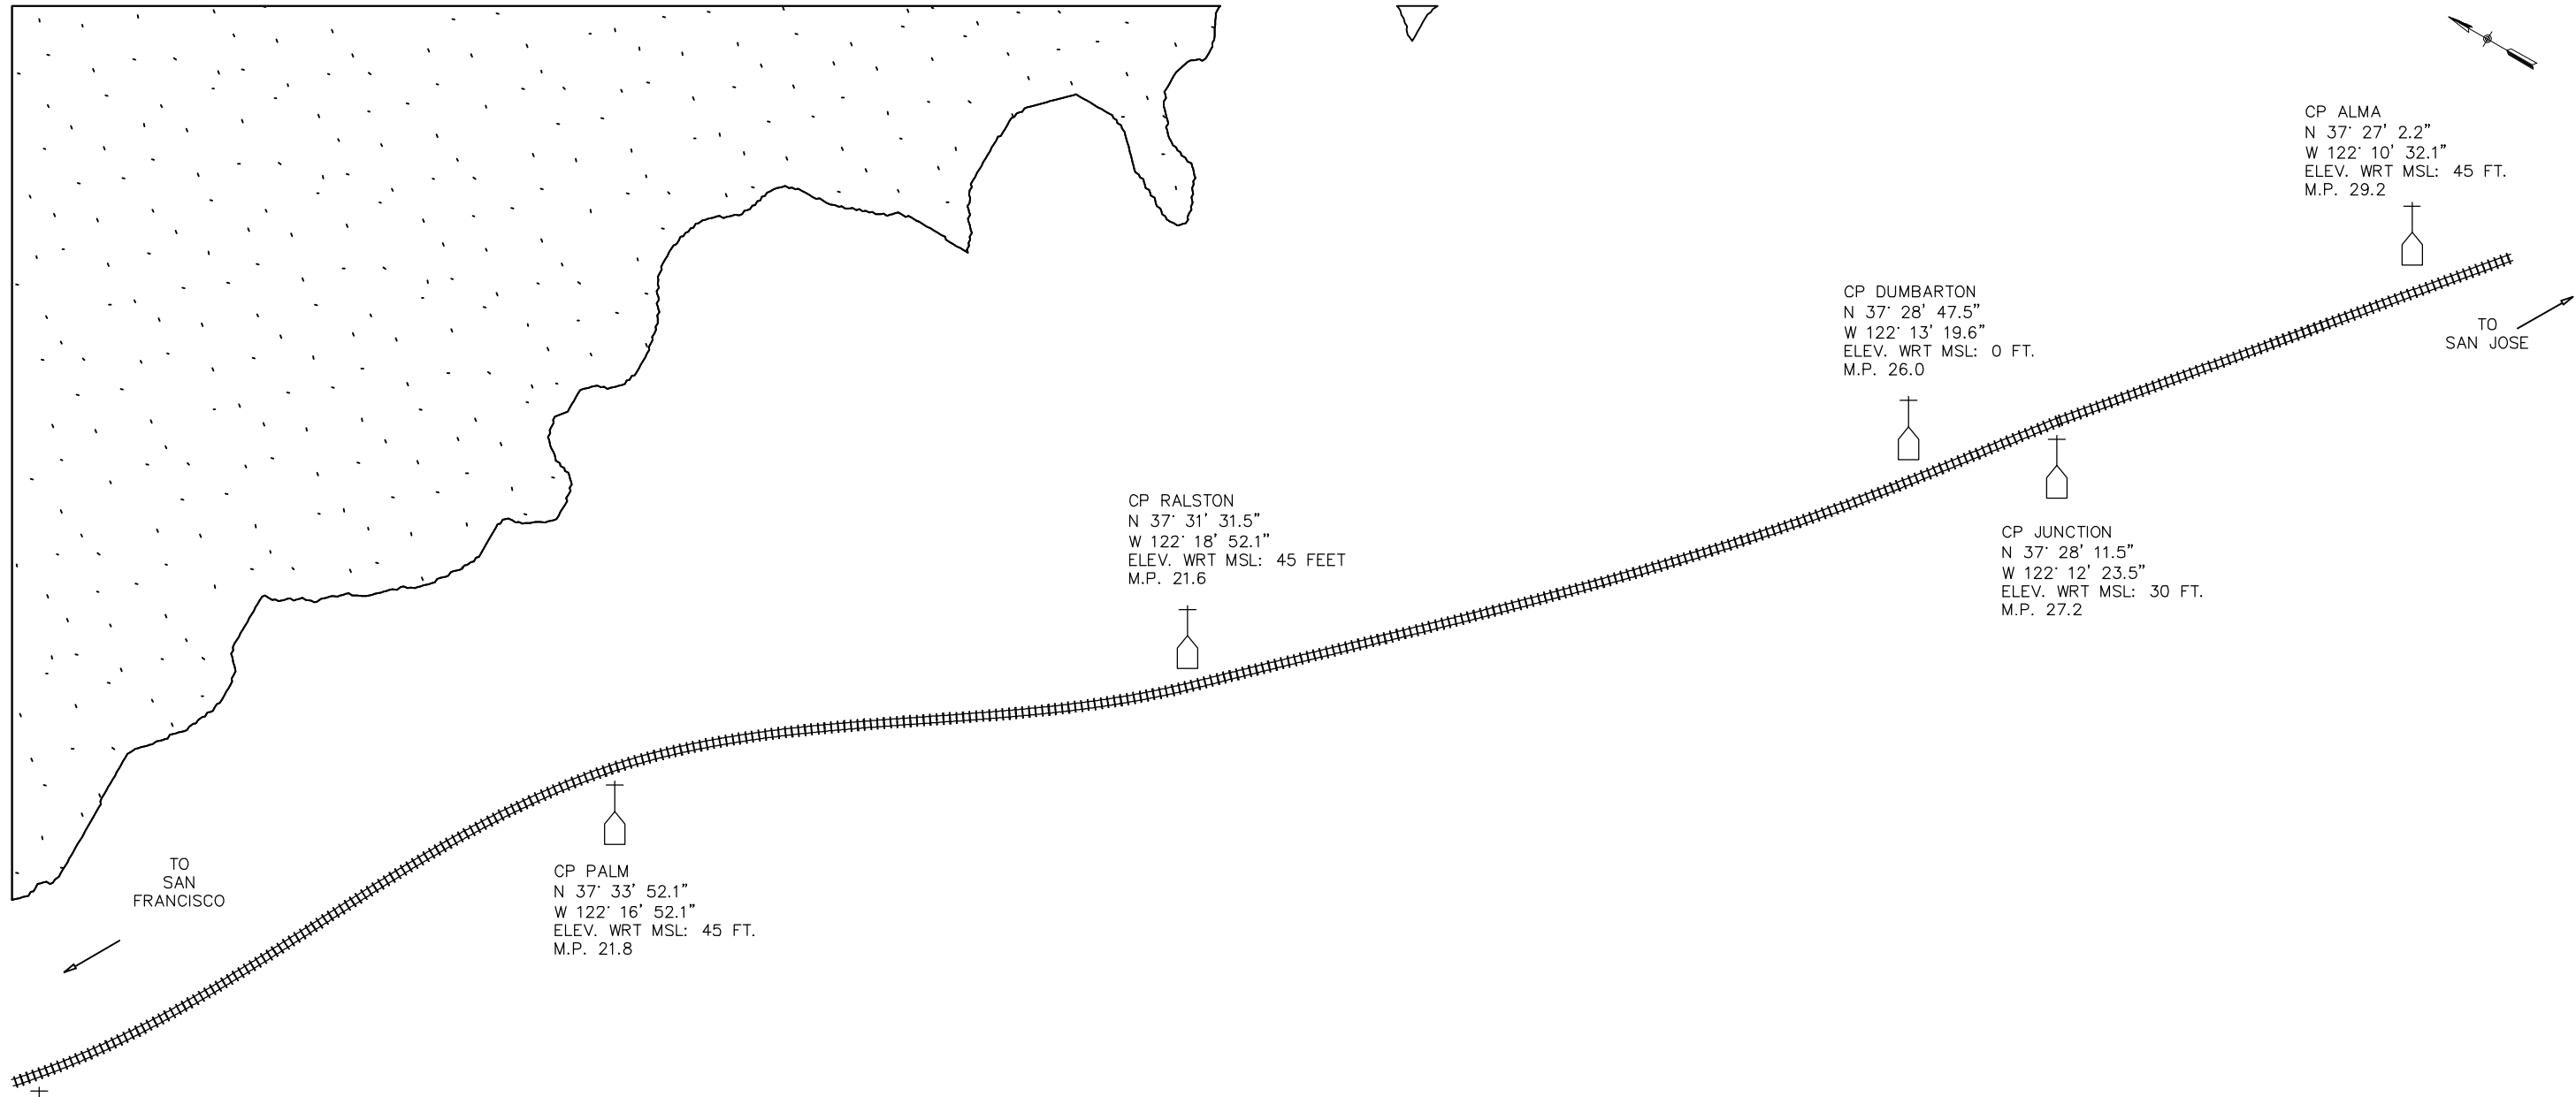 CP ALMA
N 37° 27' 2.2"
W 122° 10' 32.1"
ELEV. WRT MSL: 45 FT.
M.P. 29.2
CP DUMBARTON
N 37° 28' 47.5"
W 122° 13' 19.6"
ELEV. WRT MSL: 0 FT.
M.P. 26.0
TO
SAN JOSE
CP RALSTON
N 37° 31' 31.5"
W 122° 18' 52.1"
ELEV. WRT MSL: 45 FEET
M.P. 21.6
CP JUNCTION
N 37° 28' 11.5"
W 122° 12' 23.5"
ELEV. WRT MSL: 30 FT.
M.P. 27.2
TO
SAN
FRANCISCO
CP PALM
N 37° 33' 52.1"
W 122° 16' 52.1"
ELEV. WRT MSL: 45 FT.
M.P. 21.8